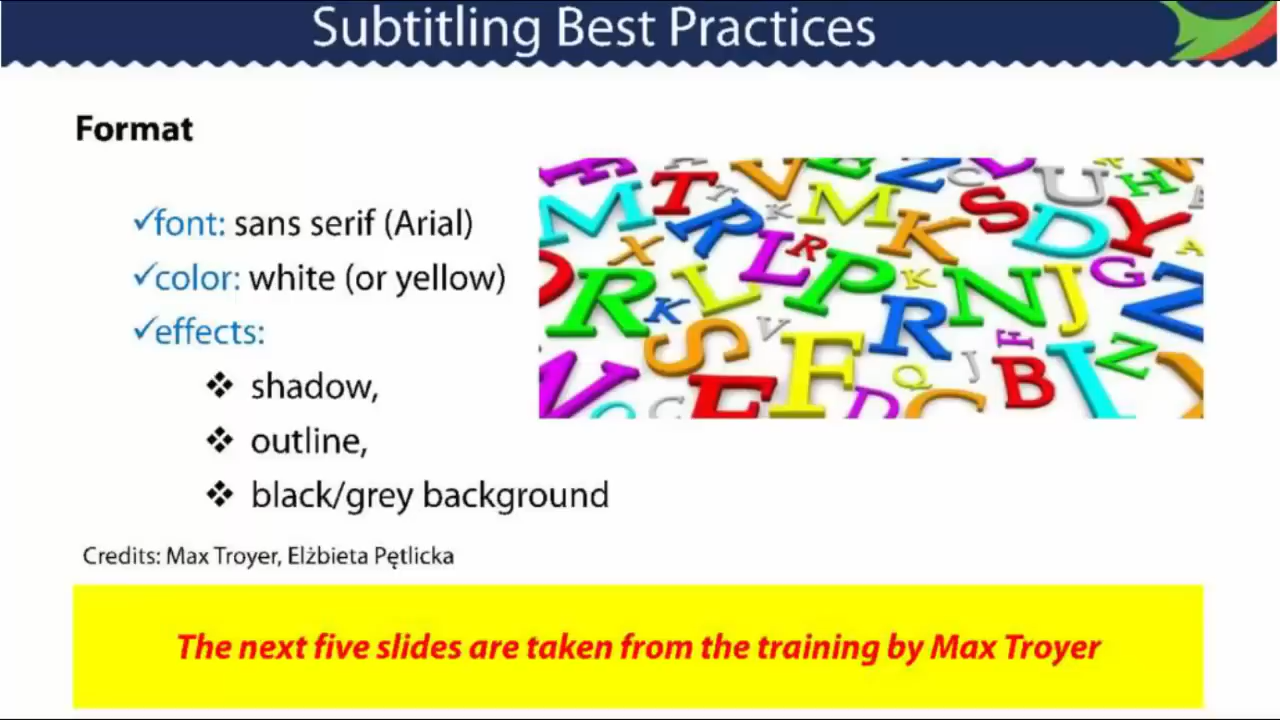 Subtitling Best Practices
Format
✓font: sans serif (Arial)
✓color: white (or yellow)
✓effects:
❖ shadow,
❖ outline,
❖ black/grey background
Credits: Max Troyer, Elżbieta Pętlicka
The next five slides are taken from the training by Max Troyer